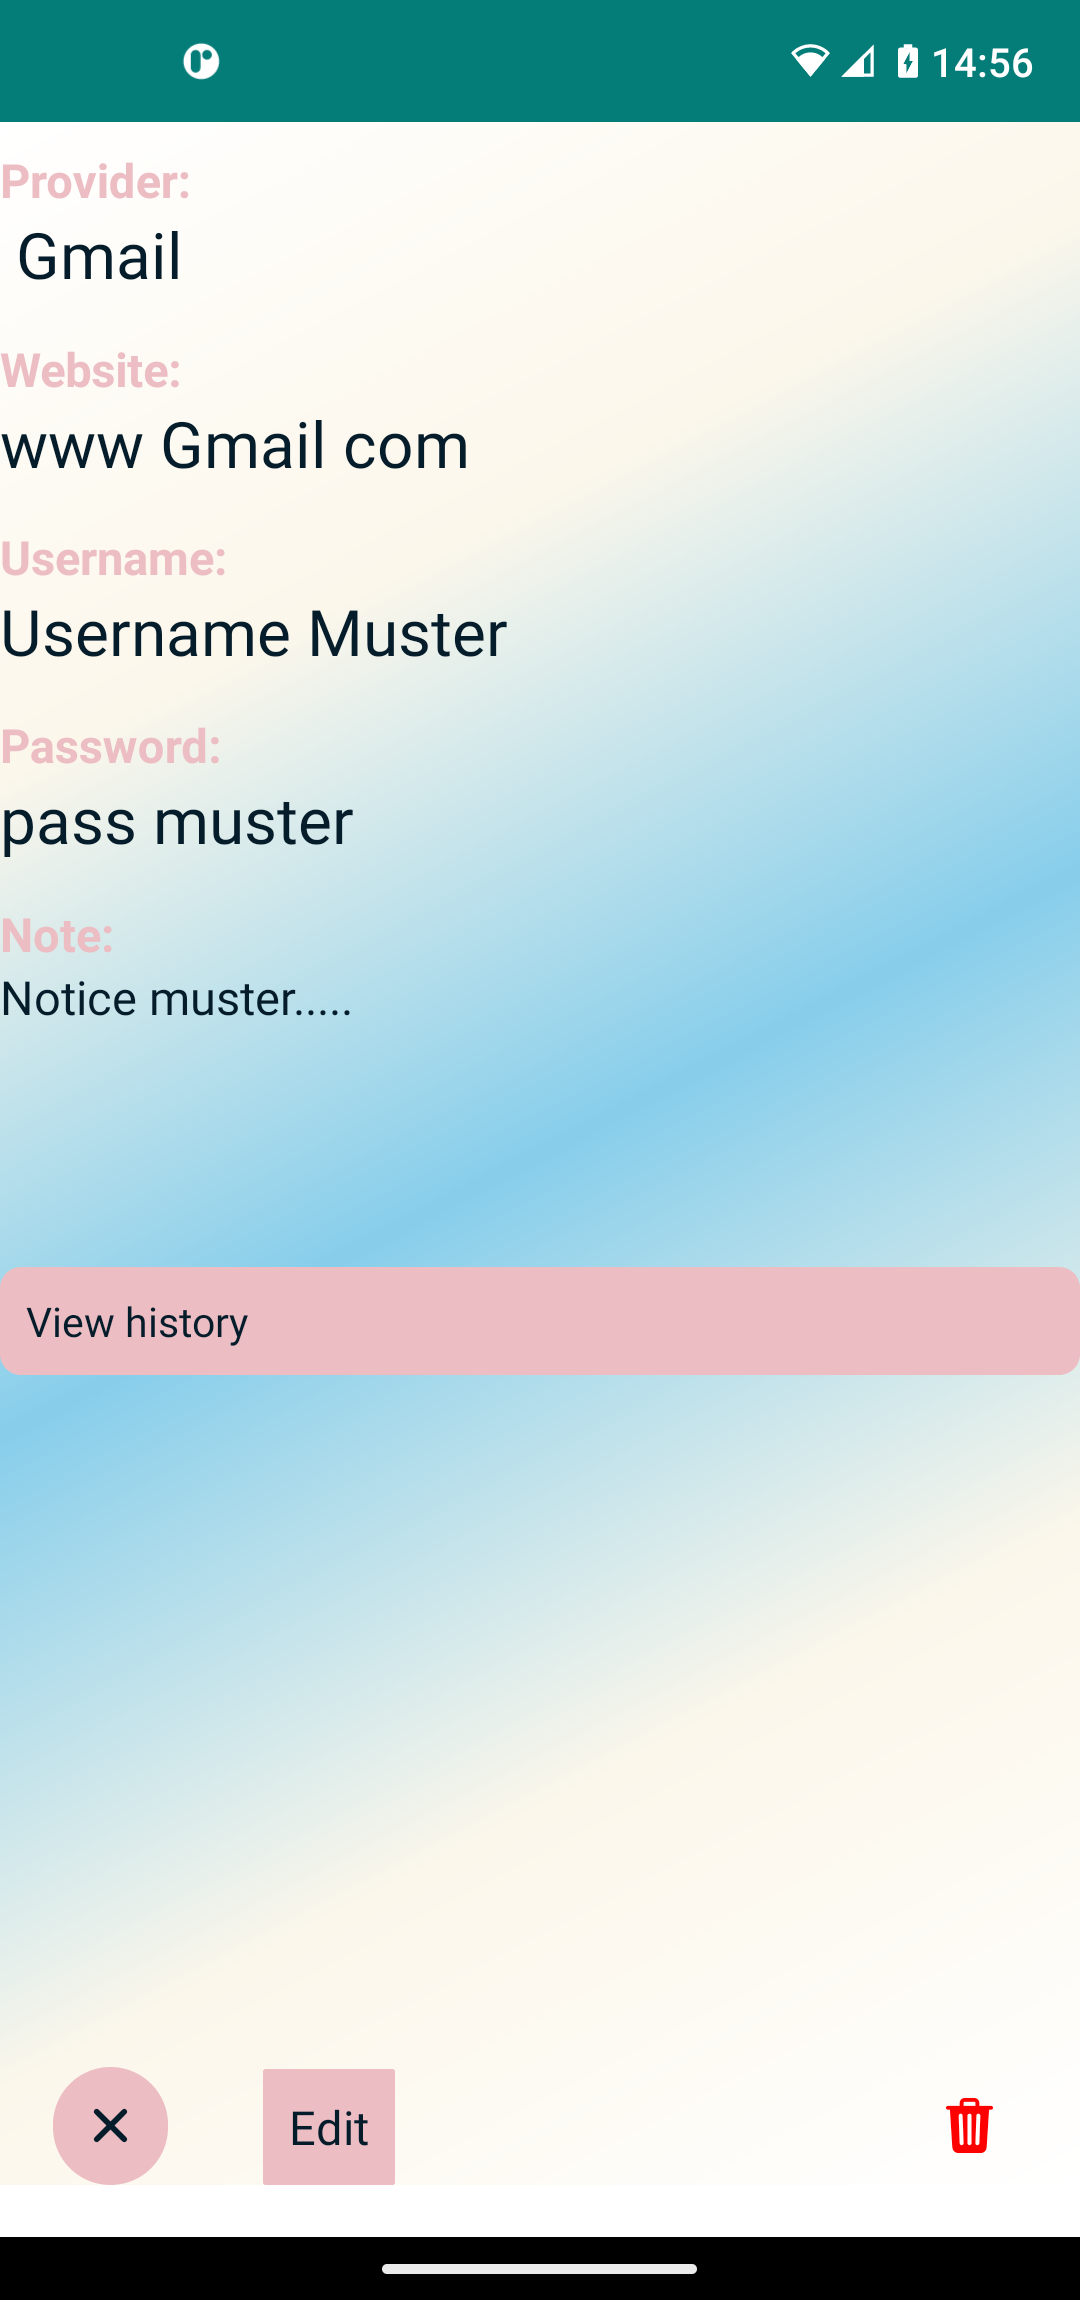 14:56
Provider:
Gmail
Website:
www Gmail com
Username:
Username Muster
Password:
pass muster
Note:
Notice muster.....
View history
Edit